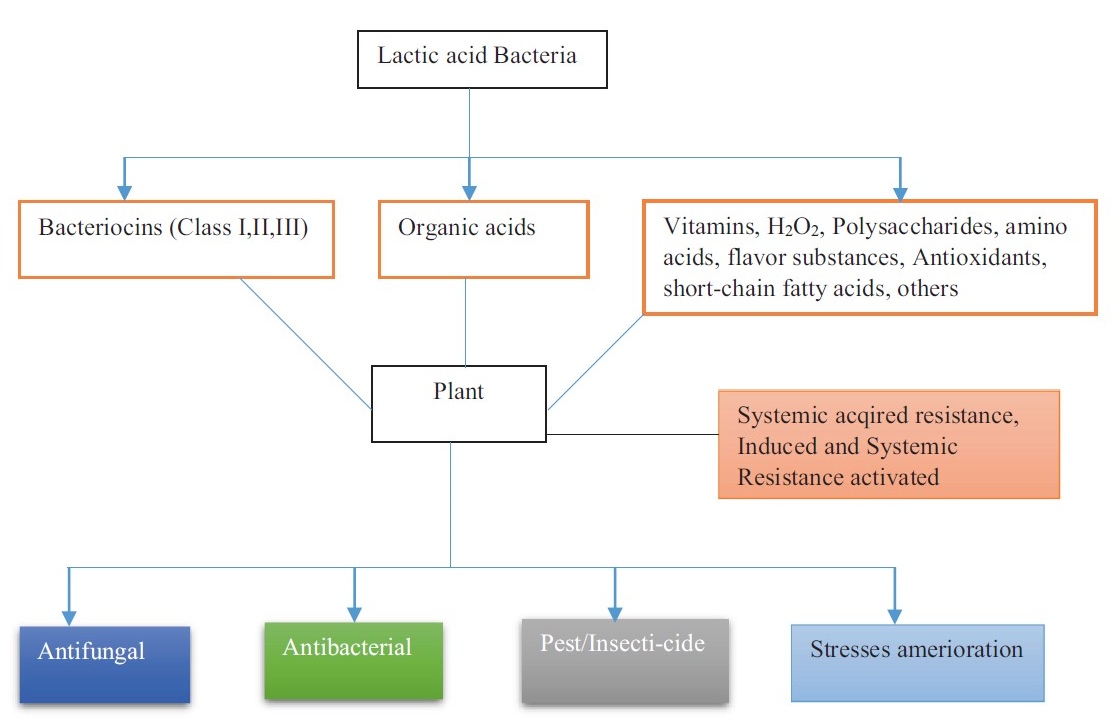 Lactic acid Bacteria
Bacteriocins (Class I,II,III)
Organic acids
Vitamins, H₂O₂, Polysaccharides, amino
acids, flavor substances, Antioxidants,
short-chain fatty acids, others
Plant
Systemic acqired resistance,
Induced and Systemic
Resistance activated
Antifungal
Antibacterial
Pest/Insecti-cide
Stresses amerioration